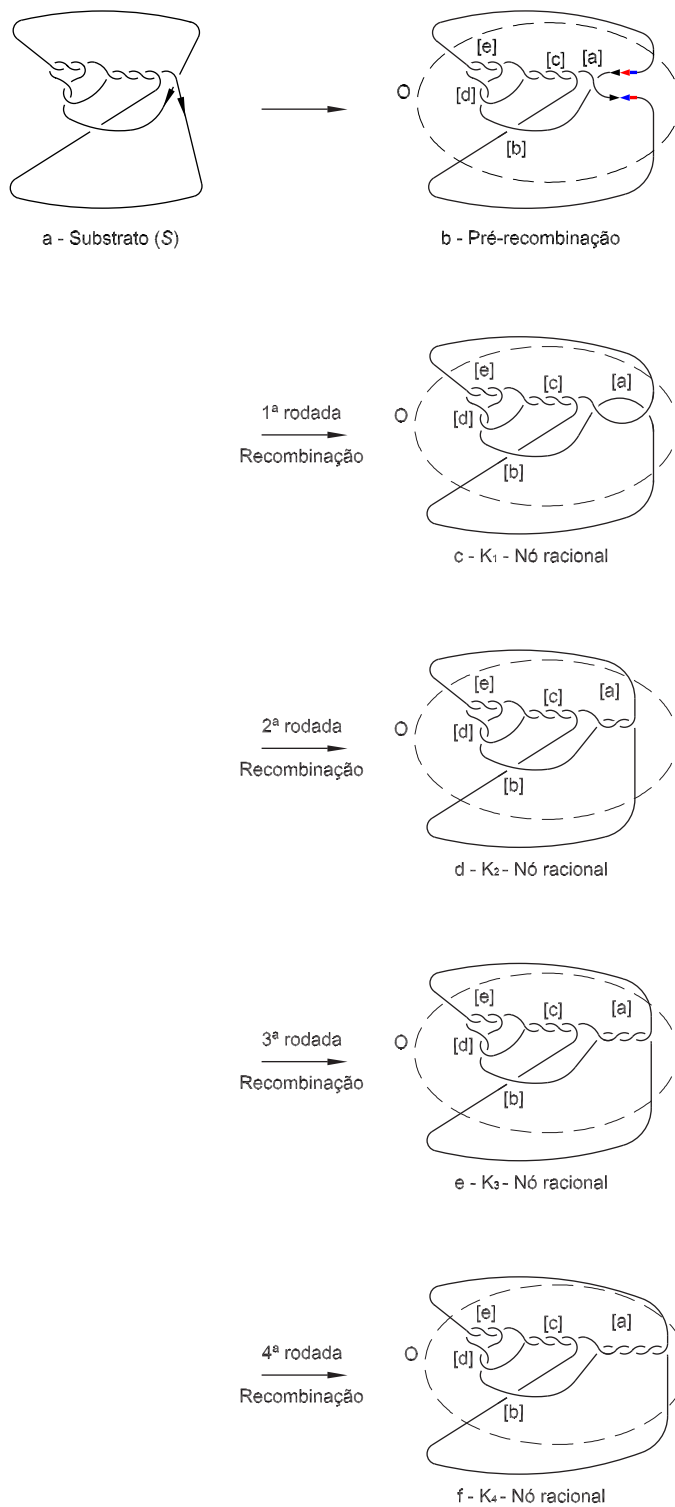 [e]
[c]
[a]
O
[d]
[b]
a - Substrato (S)
b - Pré-recombinação
[a]
[e]
[c]
1ª rodada
O
[d]
Recombinação
[b]
c - K₁ - Nó racional
[e]
[c]
[a]
2ª rodada
O
[d]
Recombinação
[b]
d - K₂ - Nó racional
[e]
[c]
[a]
3ª rodada
O
[d]
Recombinação
[b]
e - K₃ - Nó racional
[e]
[c]
[a]
4ª rodada
O
[d]
Recombinação
[b]
f - K₄ - Nó racional